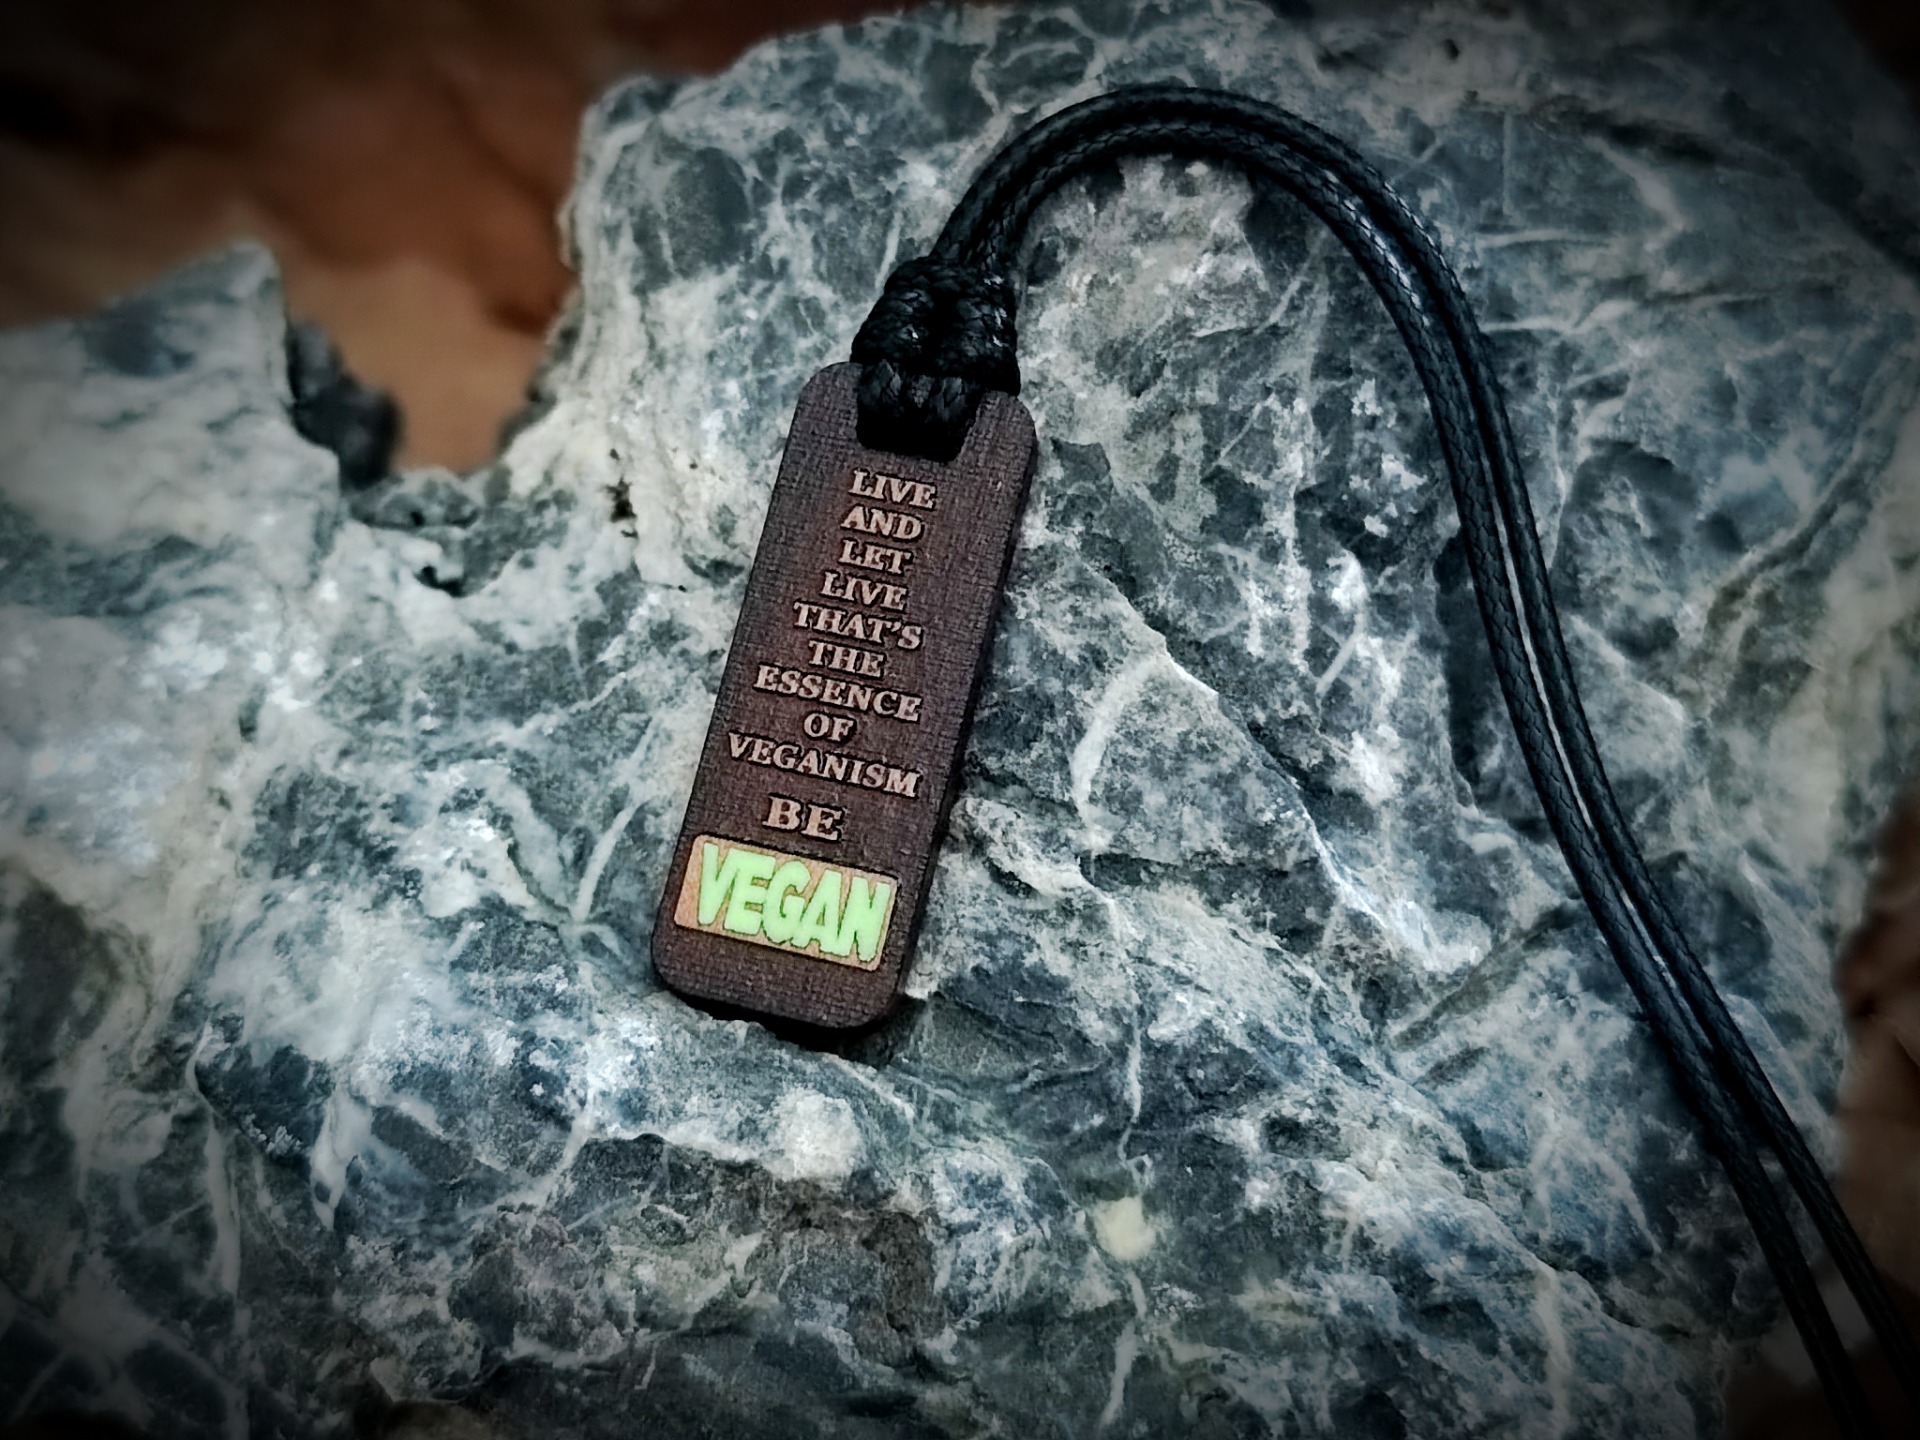 LIVE
AND
LET
LIVE
THAT'S
THE
ESSENCE
OF
VEGANISM
BE
VEGAN